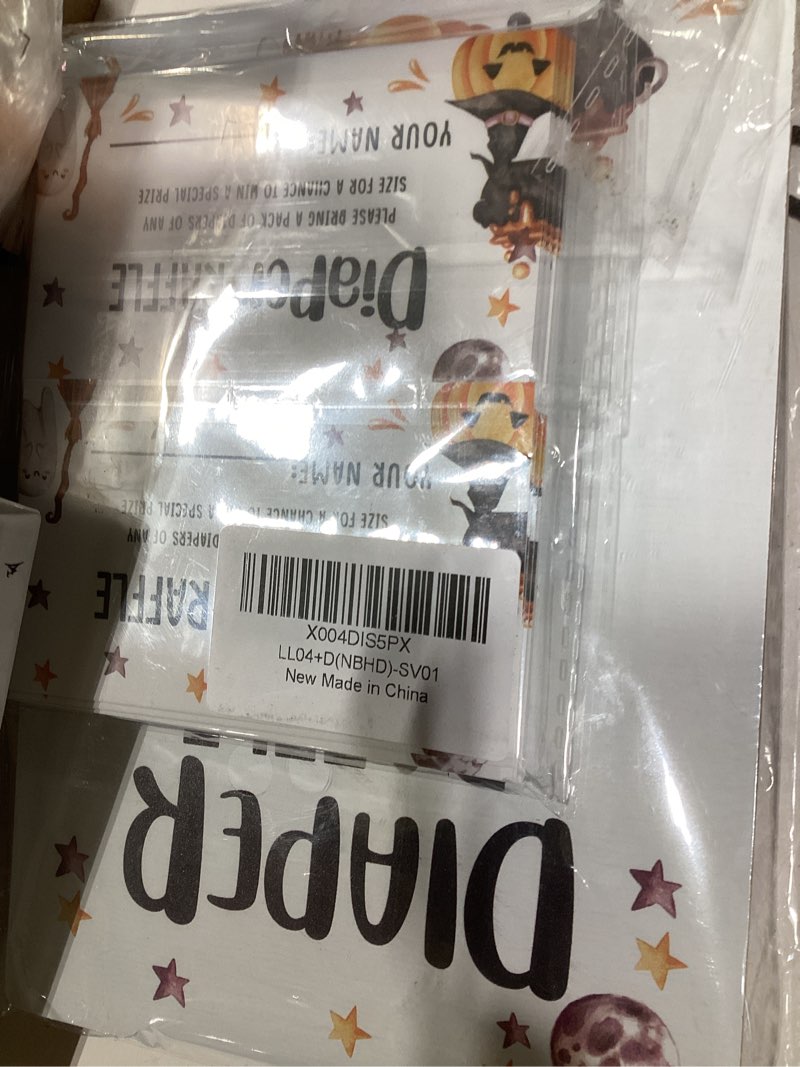 Diaper RAFFLE
PLEASE BRING A PACK OF DIAPERS OF ANY
SIZE FOR A CHANCE TO WIN A SPECIAL PRIZE
YOUR NAME:
RAFFLE
DIAPERS OF ANY
SIZE FOR A CHANCE TO A SPECIAL PRIZE
YOUR NAME:
X004DIS5PX
LL04+D(NBHD)-SV01
New Made in China
DIAPER